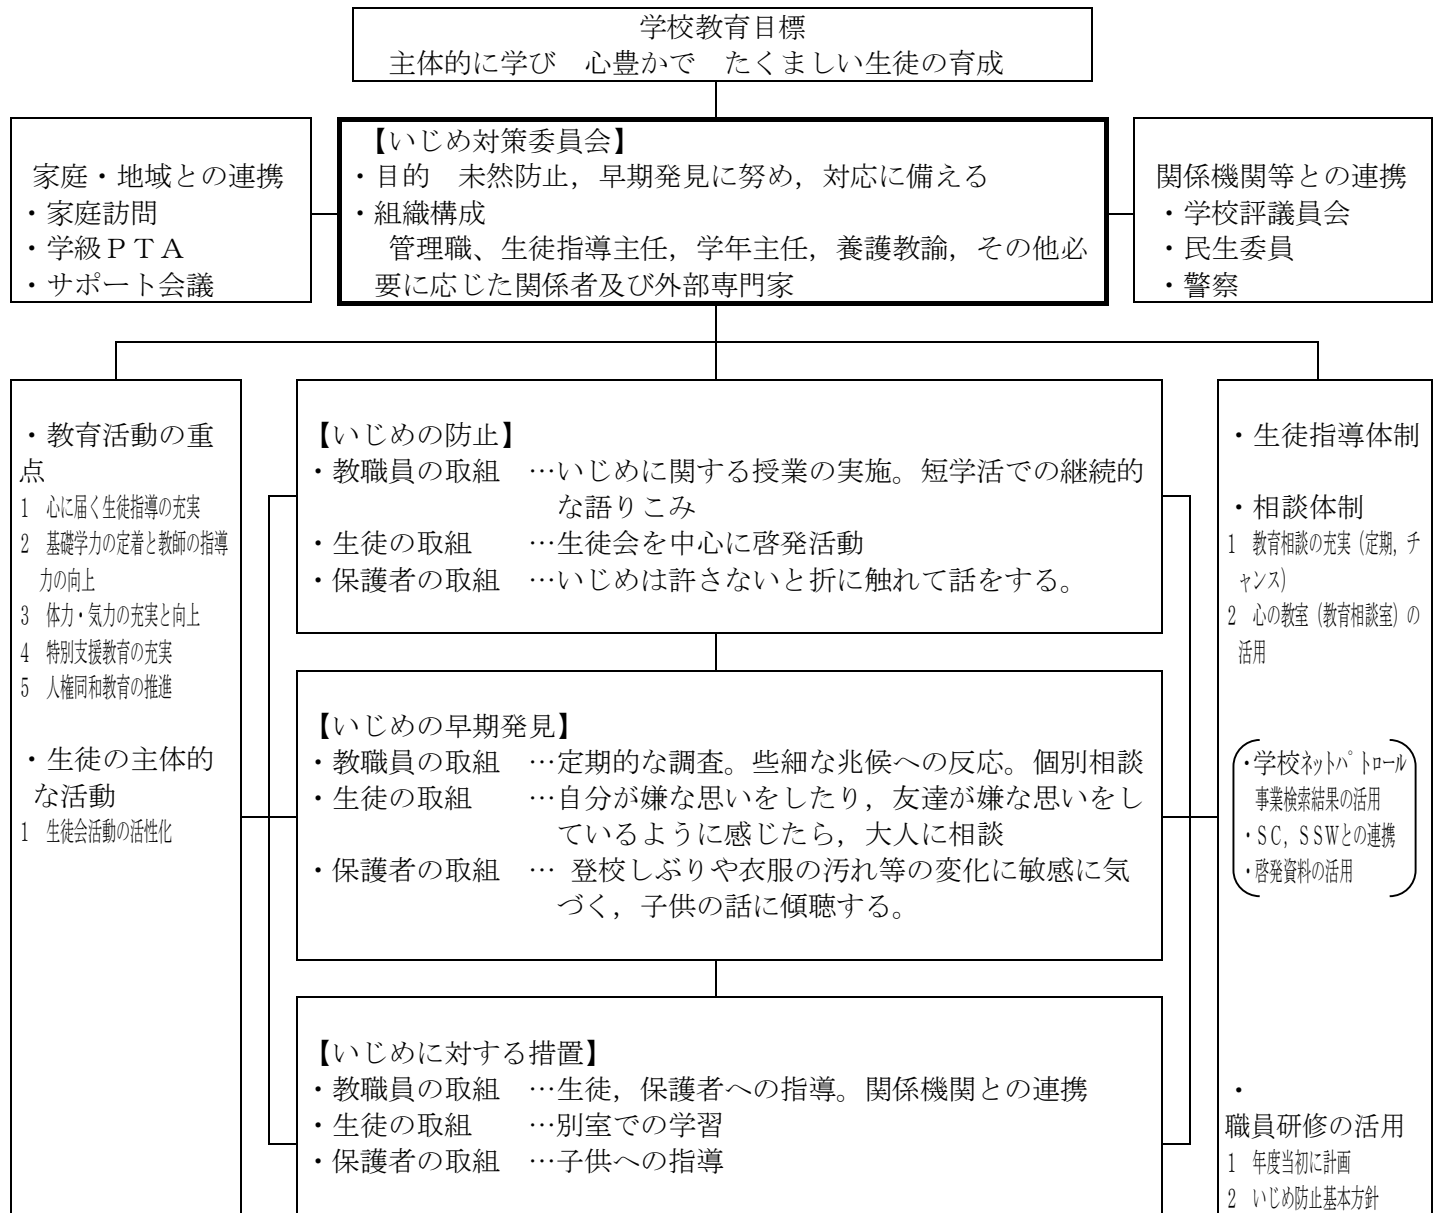 学校教育目標
主体的に学び　心豊かで　たくましい生徒の育成
家庭・地域との連携
・家庭訪問
・学級ＰＴＡ
・サポート会議
【いじめ対策委員会】
・目的　未然防止，早期発見に努め，対応に備える
・組織構成
管理職、生徒指導主任，学年主任，養護教諭，その他必
要に応じた関係者及び外部専門家
関係機関等との連携
・学校評議員会
・民生委員
・警察
・教育活動の重
点
1　心に届く生徒指導の充実
2　基礎学力の定着と教師の指導
力の向上
3　体力・気力の充実と向上
4　特別支援教育の充実
5　人権同和教育の推進
・生徒の主体的
な活動
1　生徒会活動の活性化
【いじめの防止】
・教職員の取組　…いじめに関する授業の実施。短学活での継続的
な語りこみ
・生徒の取組　　…生徒会を中心に啓発活動
・保護者の取組　…いじめは許さないと折に触れて話をする。
【いじめの早期発見】
・教職員の取組　…定期的な調査。些細な兆候への反応。個別相談
・生徒の取組　　…自分が嫌な思いをしたり，友達が嫌な思いをし
ているように感じたら，大人に相談
・保護者の取組　… 登校しぶりや衣服の汚れ等の変化に敏感に気
づく，子供の話に傾聴する。
【いじめに対する措置】
・教職員の取組　…生徒，保護者への指導。関係機関との連携
・生徒の取組　　…別室での学習
・保護者の取組　…子供への指導
・生徒指導体制
・相談体制
1　教育相談の充実（定期，チ
ャンス）
2　心の教室（教育相談室）の
活用
・学校ﾈｯﾄﾊﾟﾄﾛｰﾙ
事業検索結果の活用
・ＳＣ，ＳＳＷとの連携
・啓発資料の活用
・
職員研修の活用
1　年度当初に計画
2　いじめ防止基本方針